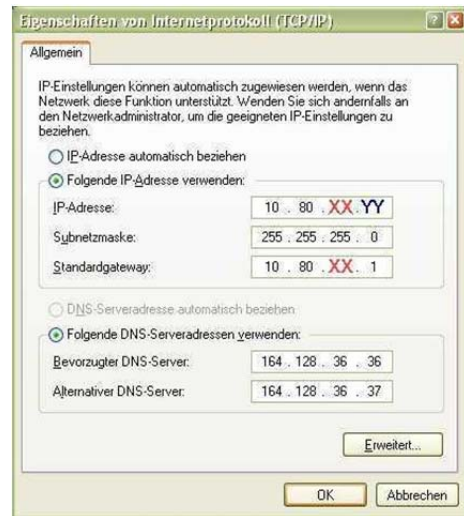 Eigenschaften von Internetprotokoll (TCP/IP)
Allgemein
IP-Einstellungen können automatisch zugewiesen werden, wenn das
Netzwerk diese Funktion unterstützt. Wenden Sie sich andernfalls an
den Netzwerkadministrator, um die geeigneten IP-Einstellungen zu
beziehen.
IP-Adresse automatisch beziehen
Folgende IP-Adresse verwenden:
IP-Adresse: 10 . 80 . XX . YY
Subnetzmaske: 255 . 255 . 255 . 0
Standardgateway: 10 . 80 . XX . 1
DNS-Serveradresse automatisch beziehen
Folgende DNS-Serveradressen verwenden:
Bevorzugter DNS-Server: 164 . 128 . 36 . 36
Alternativer DNS-Server: 164 . 128 . 36 . 37
Erweitert...
OK Abbrechen